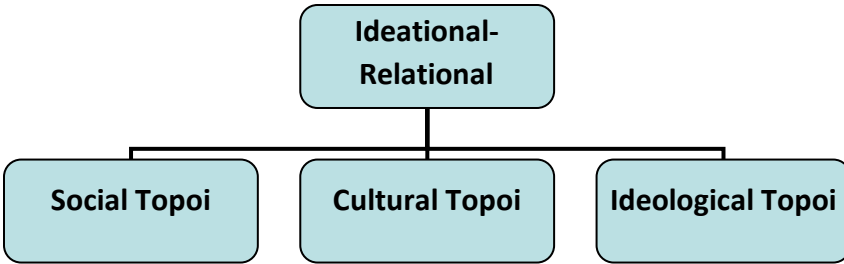 Ideational-
Relational
Social Topoi
Cultural Topoi
Ideological Topoi